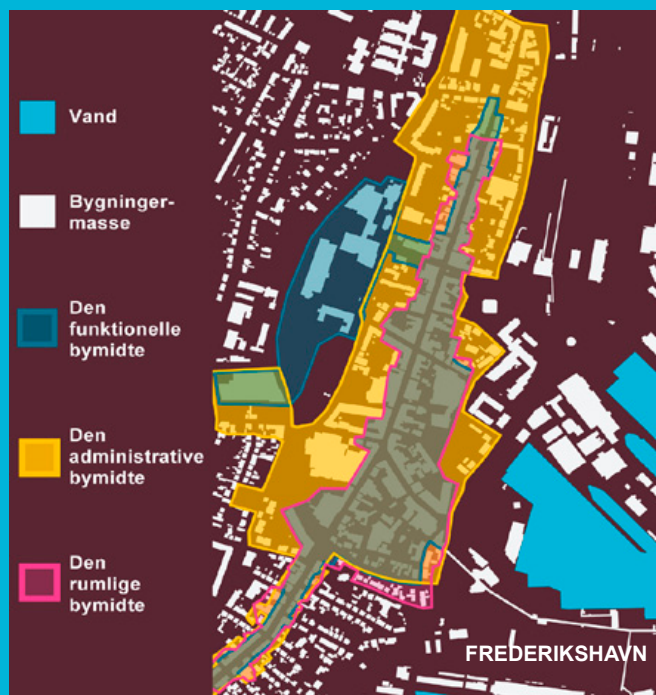 Vand
Bygninger-
masse
Den
funktionelle
bymidte
Den
administrative
bymidte
Den
rumlige
bymidte
FREDERIKSHAVN